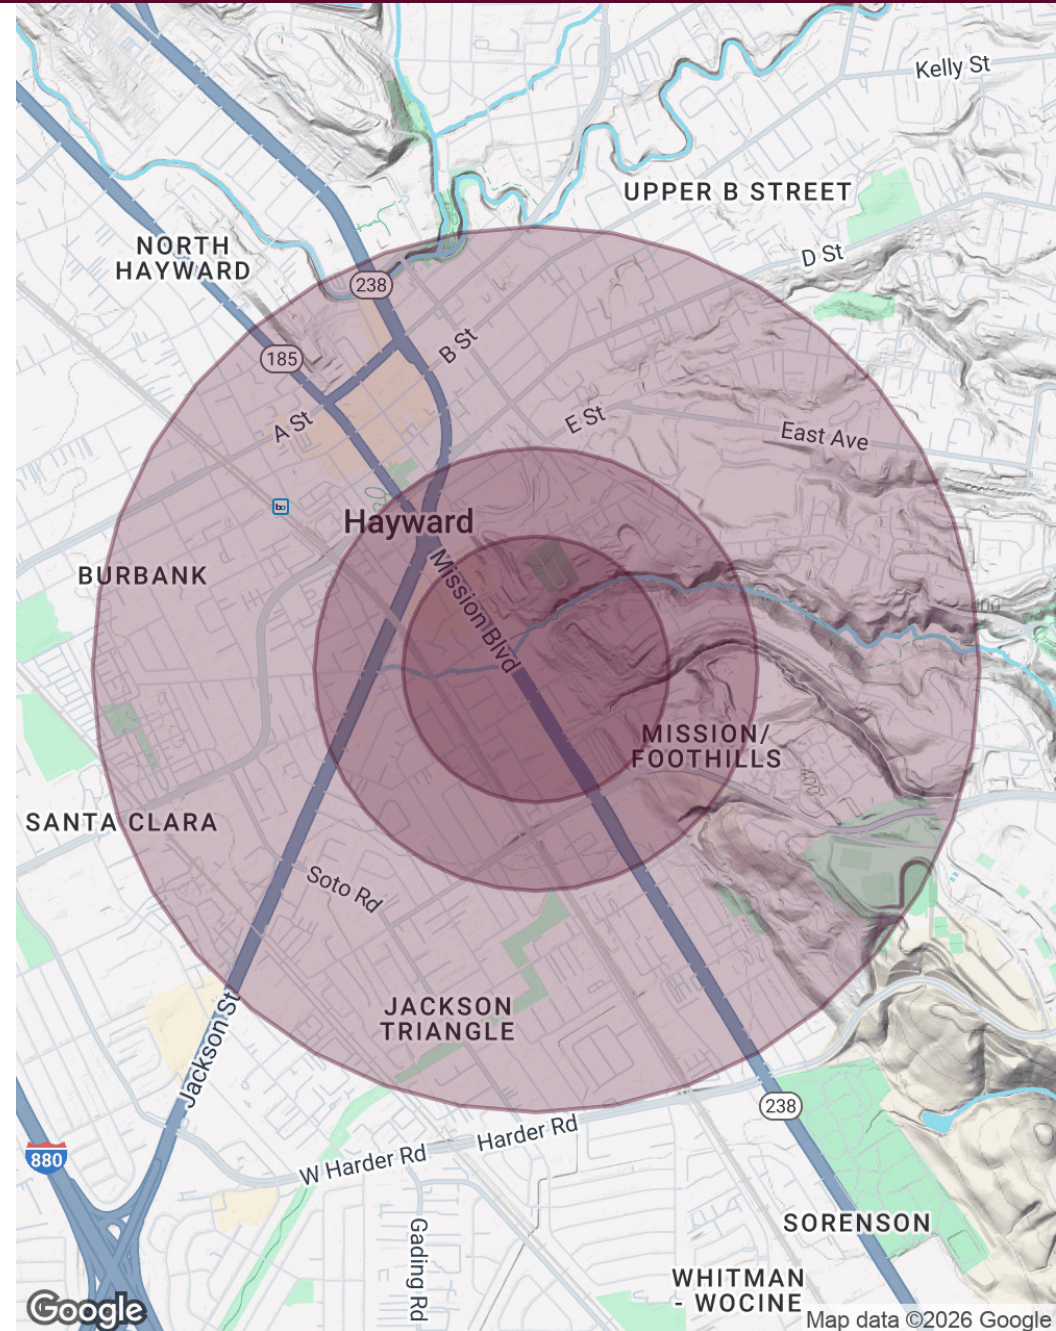 Kelly St
UPPER B STREET
NORTH
HAYWARD
D St
238
185
B St
A St
E St
East Ave
Hayward
BURBANK
Mission Blvd
MISSION/
FOOTHILLS
SANTA CLARA
Soto Rd
JACKSON
TRIANGLE
Jackson St
238
Harder Rd
W Harder Rd
880
Gading Rd
SORENSON
WHITMAN
- WOCINE
Google
Map data ©2026 Google